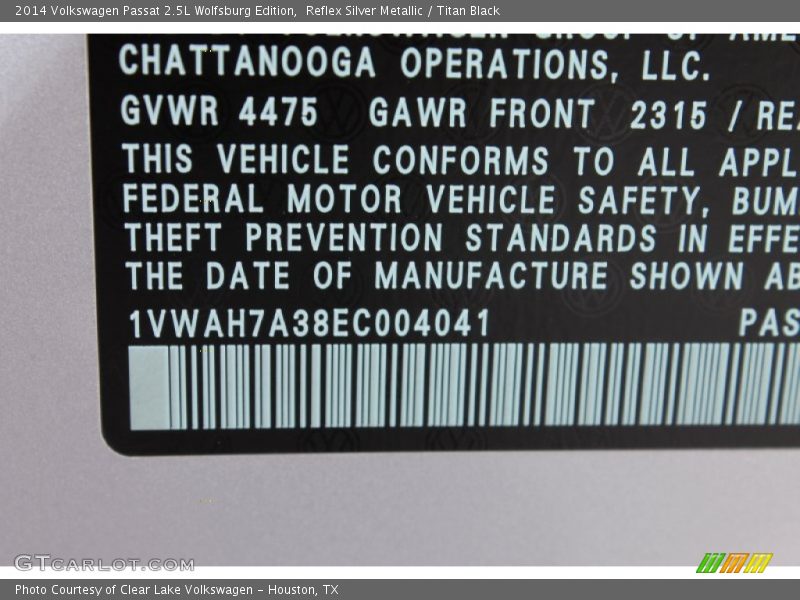 2014 Volkswagen Passat 2.5L Wolfsburg Edition, Reflex Silver Metallic / Titan Black
CHATTANOOGA OPERATIONS, LLC.
GVWR 4475 GAWR FRONT 2315 / REA
THIS VEHICLE CONFORMS TO ALL APPL
FEDERAL MOTOR VEHICLE SAFETY, BUM
THEFT PREVENTION STANDARDS IN EFFE
THE DATE OF MANUFACTURE SHOWN AB
1VWAH7A38EC004041 PAS
GTCARLOT.COM
Photo Courtesy of Clear Lake Volkswagen – Houston, TX